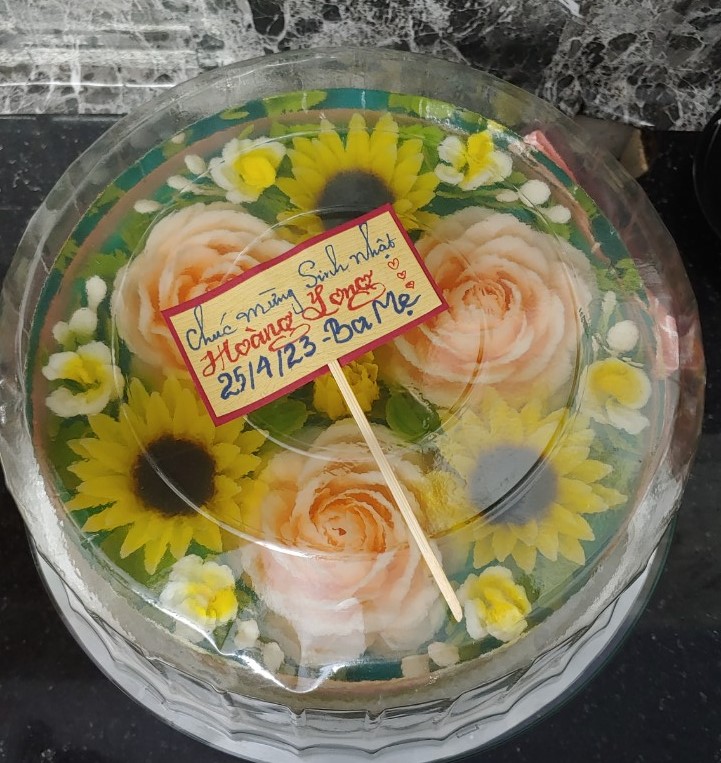 Chúc mừng Sinh nhật
Hoàng Long
25/4/23-Ba Mẹ